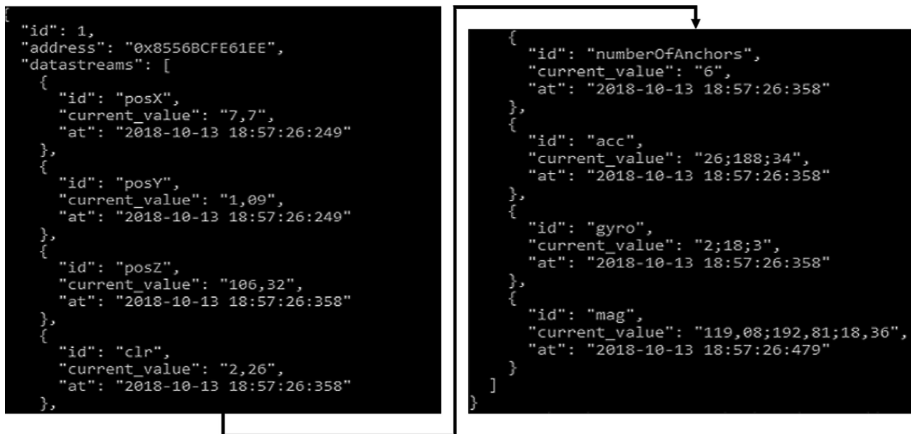 {
"id": 1,
"address": "0x8556BCFE61EE",
"datastreams": [
{
"id": "posX",
"current_value": "7,7",
"at": "2018-10-13 18:57:26:249"
},
{
"id": "posY",
"current_value": "1,09",
"at": "2018-10-13 18:57:26:249"
},
{
"id": "posZ",
"current_value": "106,32",
"at": "2018-10-13 18:57:26:358"
},
{
"id": "clr",
"current_value": "2,26",
"at": "2018-10-13 18:57:26:358"
},
{
"id": "numberOfAnchors",
"current_value": "6",
"at": "2018-10-13 18:57:26:358"
},
{
"id": "acc",
"current_value": "26;188;34",
"at": "2018-10-13 18:57:26:358"
},
{
"id": "gyro",
"current_value": "2;18;3",
"at": "2018-10-13 18:57:26:358"
},
{
"id": "mag",
"current_value": "119,08;192,81;18,36",
"at": "2018-10-13 18:57:26:479"
}
]
}